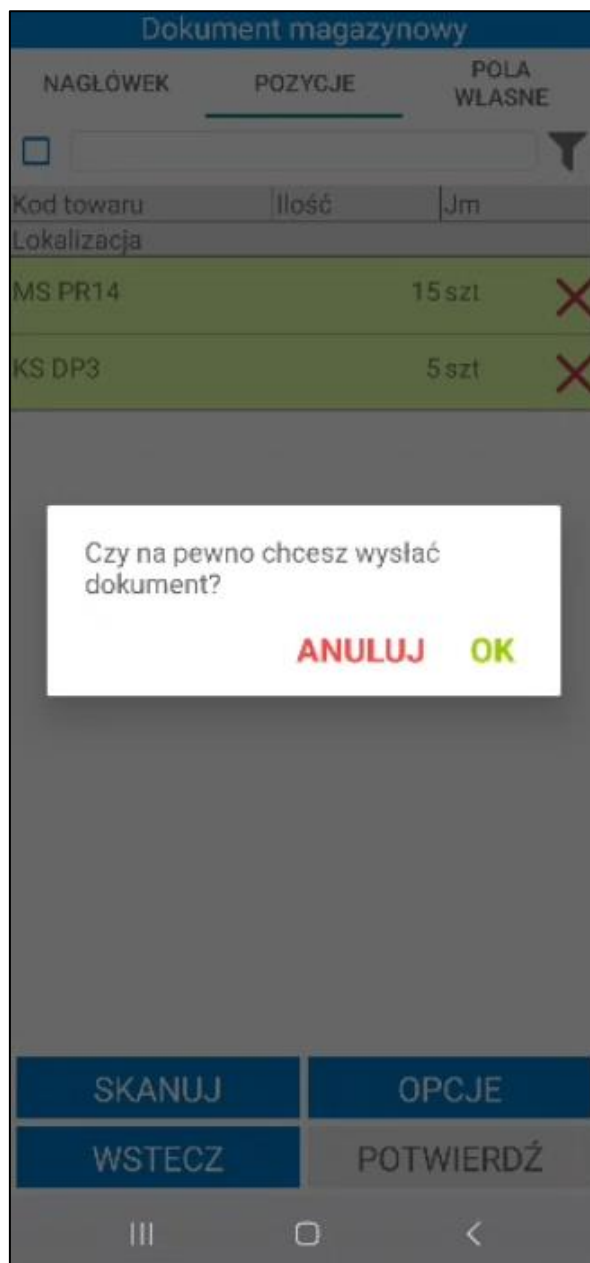 Dokument magazynowy
NAGŁÓWEK POZYCJE POLA WŁASNE
Kod towaru Ilość Jm
Lokalizacja
MS PR14 15 szt
KS DP3 5 szt
Czy na pewno chcesz wysłać
dokument?
ANULUJ OK
SKANUJ OPCJE
WSTECZ POTWIERDŹ